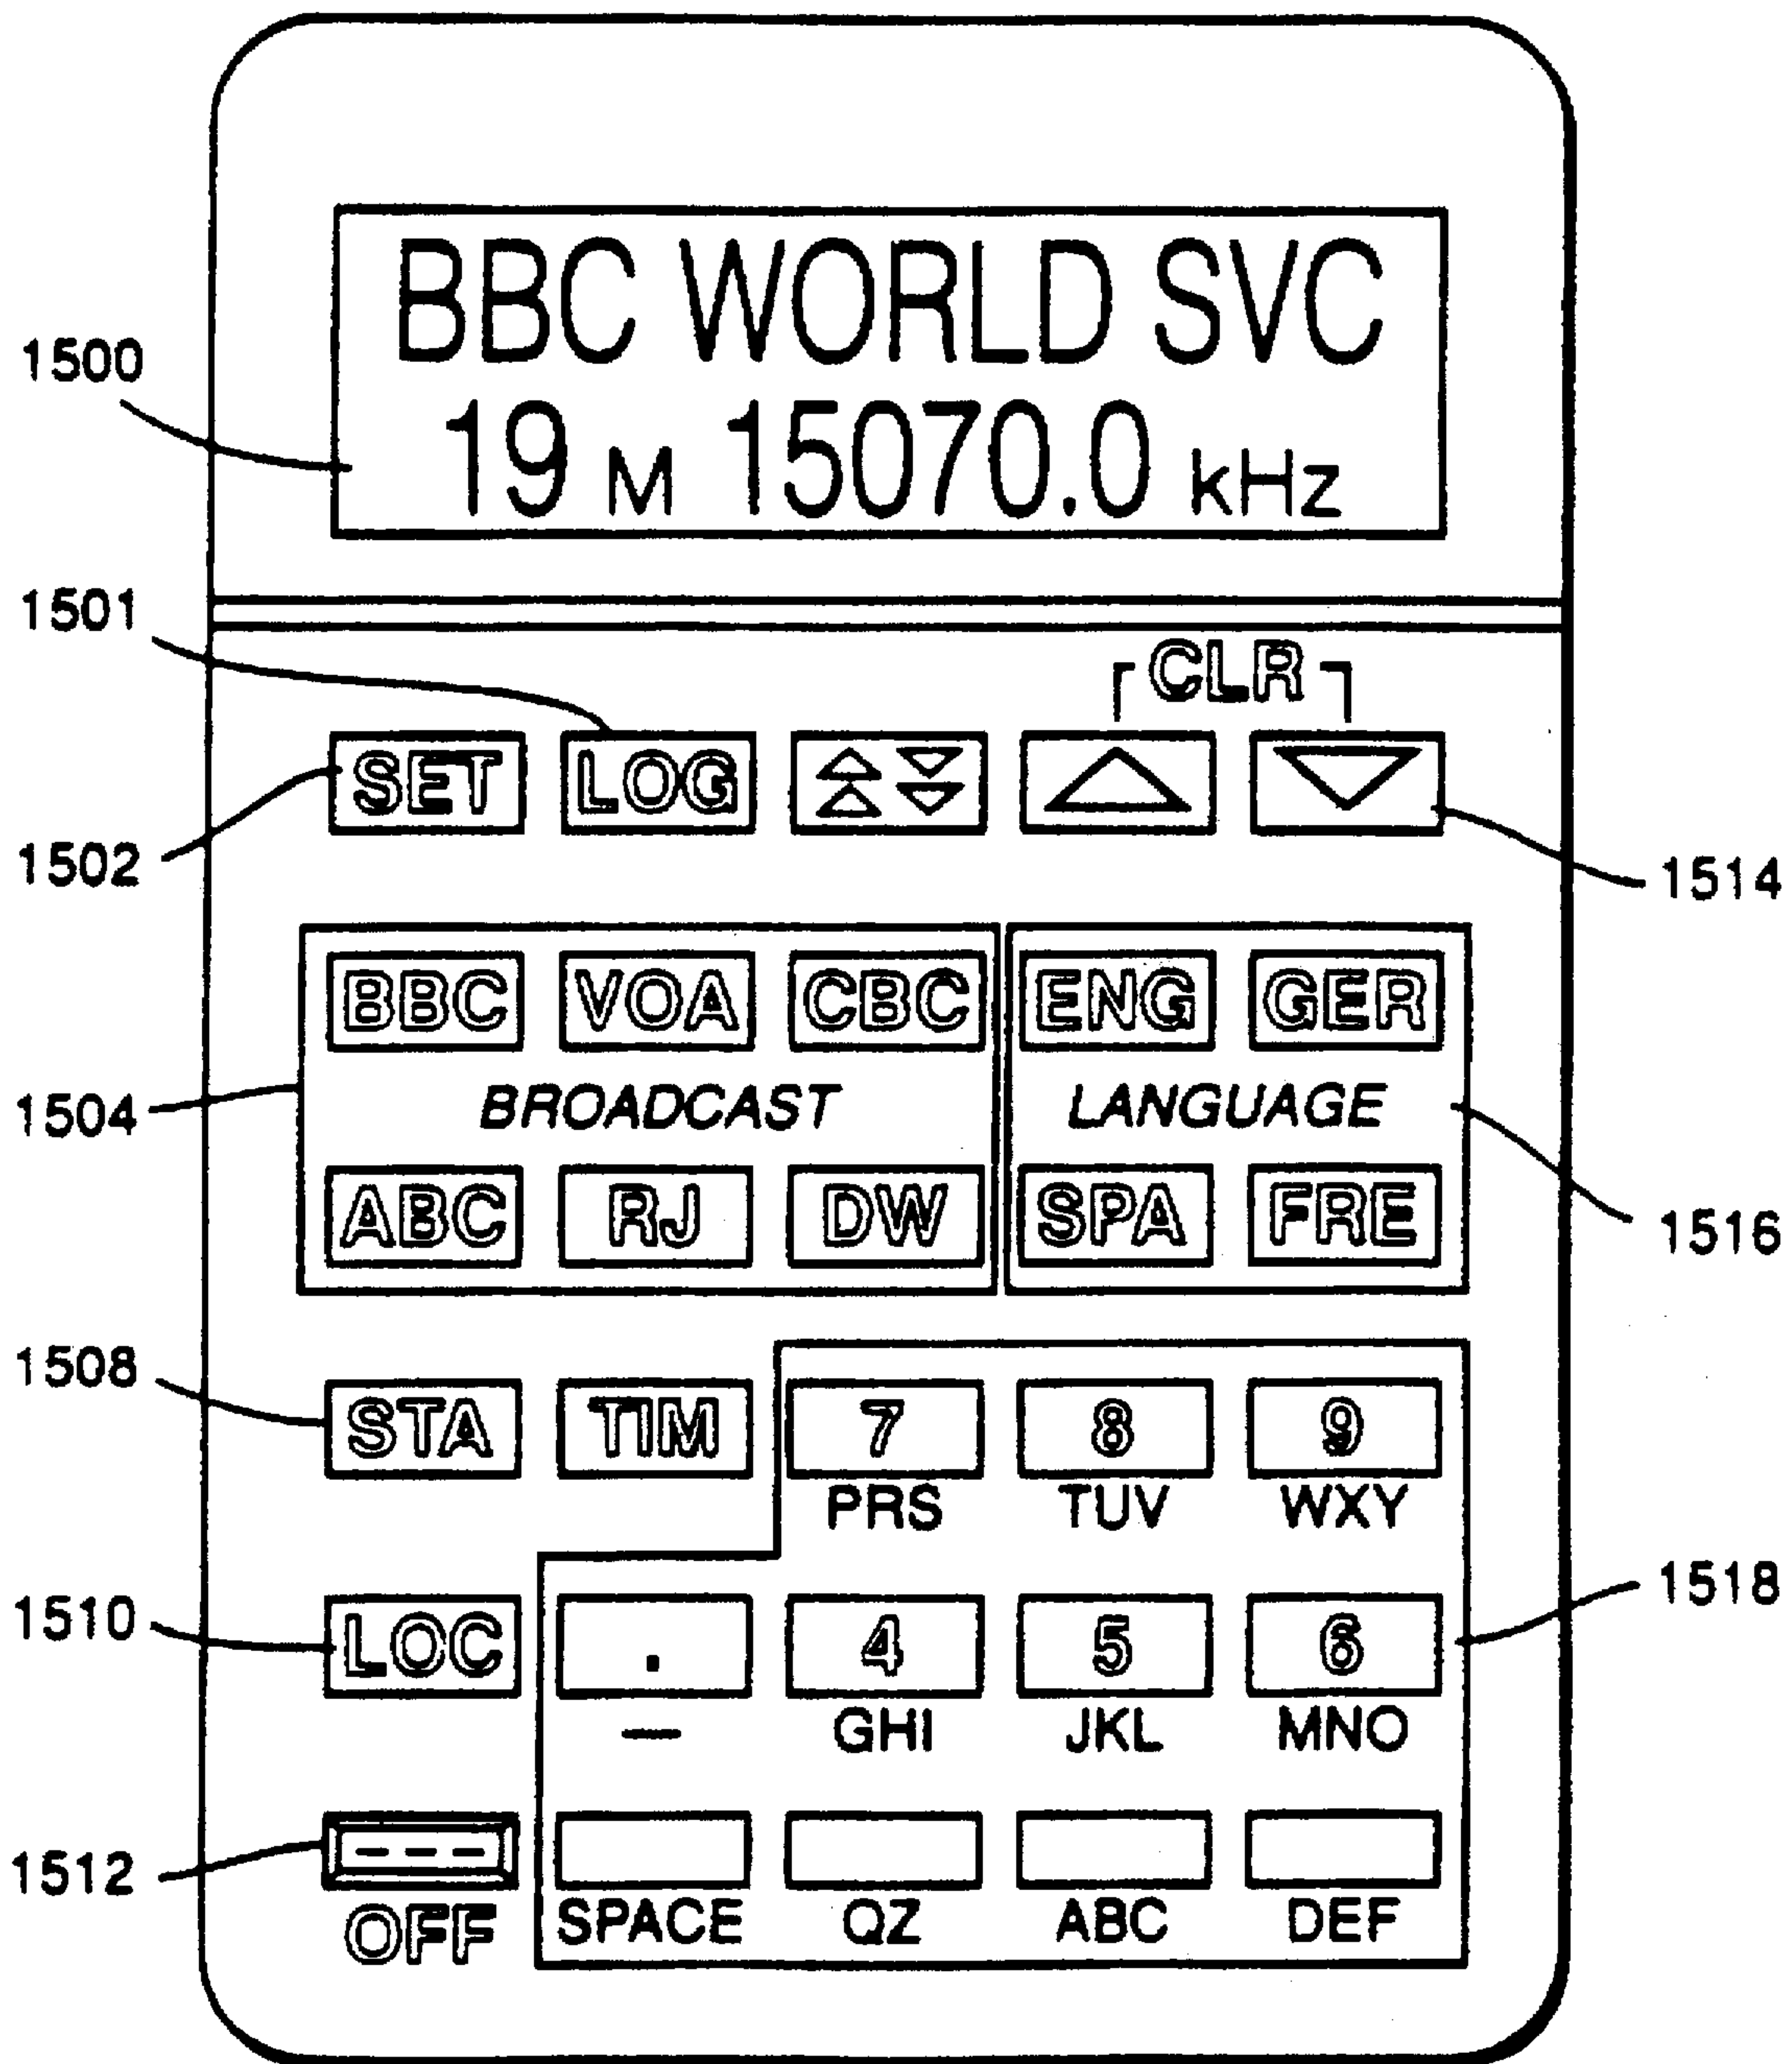 BBC WORLD SVC
1500
19 M 15070.0 kHz
1501
CLR
SET LOG
1502
1514
BBC VOA CBC ENG GER
1504
BROADCAST LANGUAGE
ABC RJ DW SPA FRE
1516
1508
STA TIM 7 8 9
PRS TUV WXY
1518
1510
LOC . 4 5 6
— GHI JKL MNO
1512
- - -
OFF SPACE QZ ABC DEF